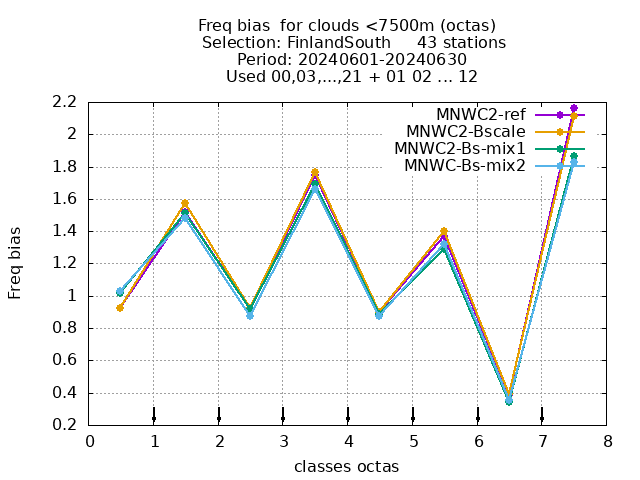 Freq bias  for clouds <7500m (octas)
Selection: FinlandSouth     43 stations
Period: 20240601-20240630
Used 00,03,...,21 + 01 02 ... 12
MNWC2-ref
MNWC2-Bscale
MNWC2-Bs-mix1
MNWC-Bs-mix2
Freq bias
2.2
2
1.8
1.6
1.4
1.2
1
0.8
0.6
0.4
0.2
0 1 2 3 4 5 6 7 8
classes octas